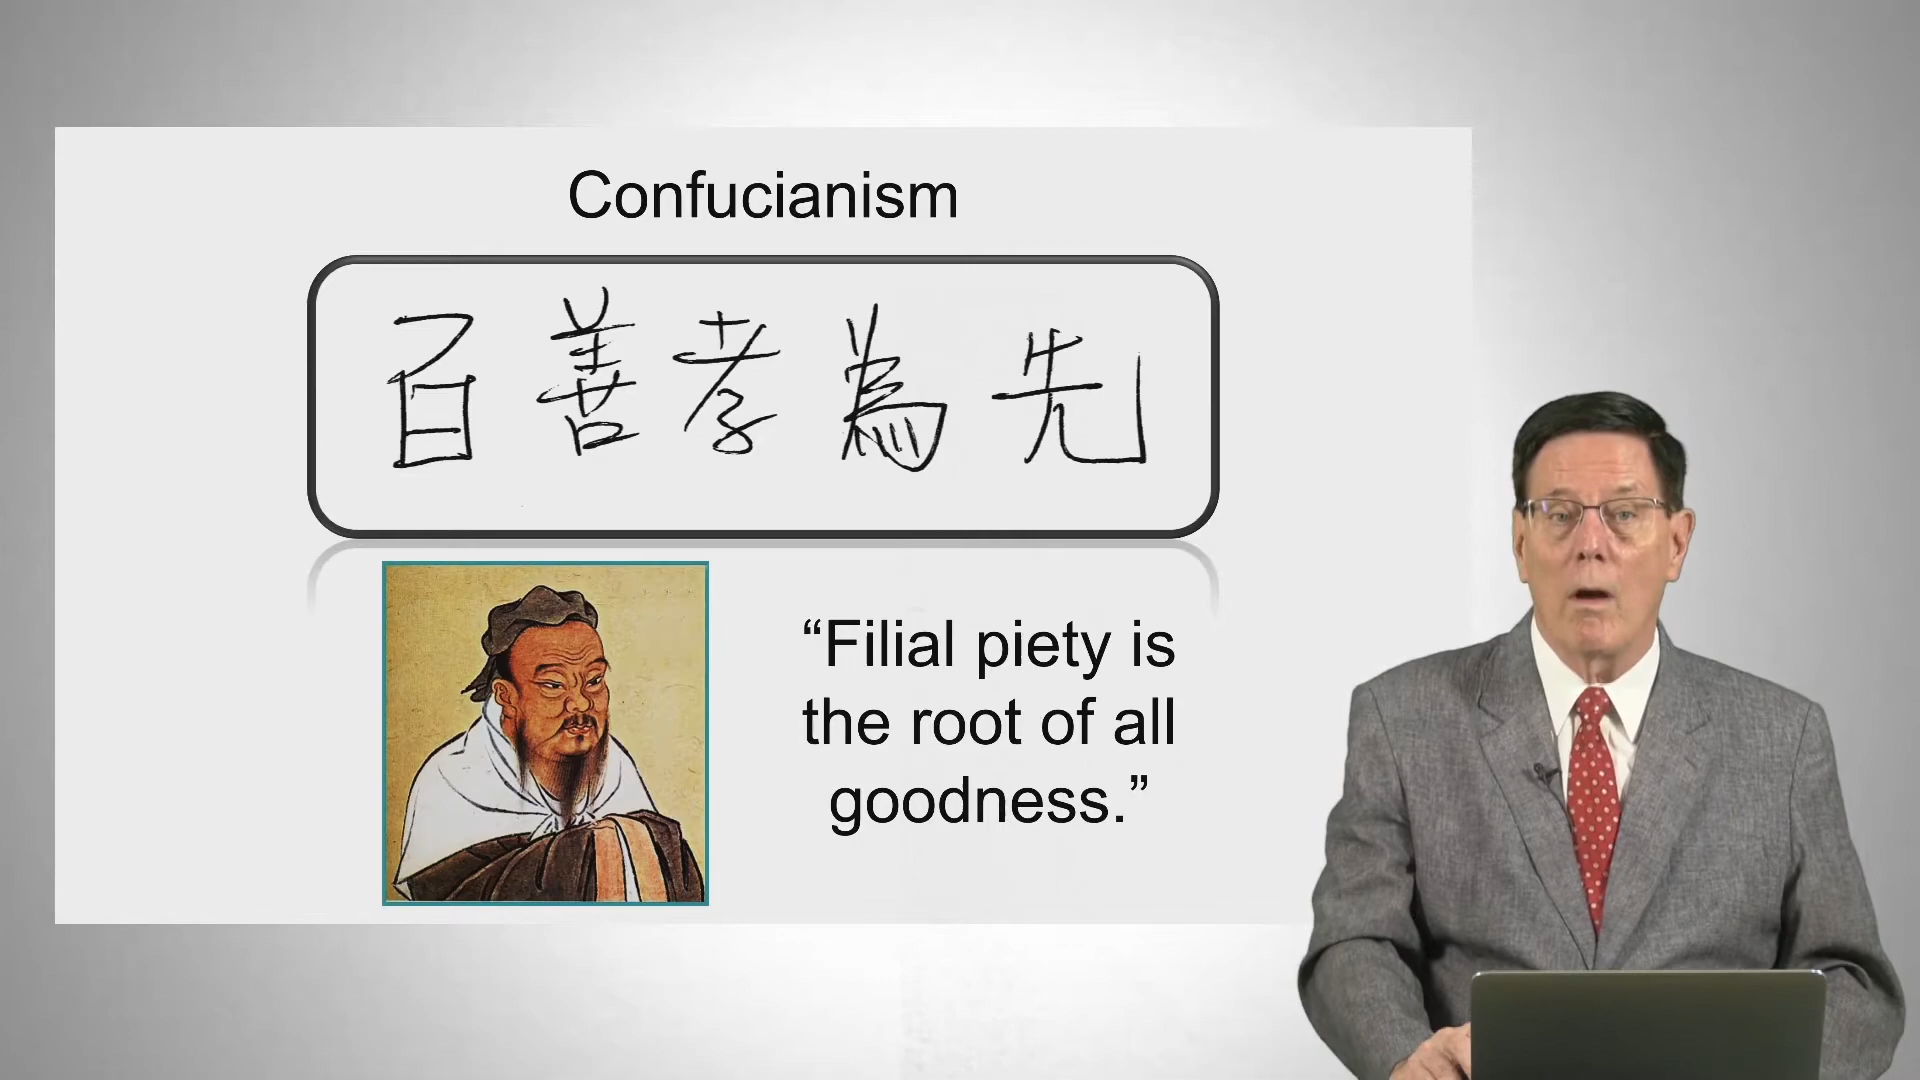 Confucianism
百善孝為先
“Filial piety is
the root of all
goodness.”